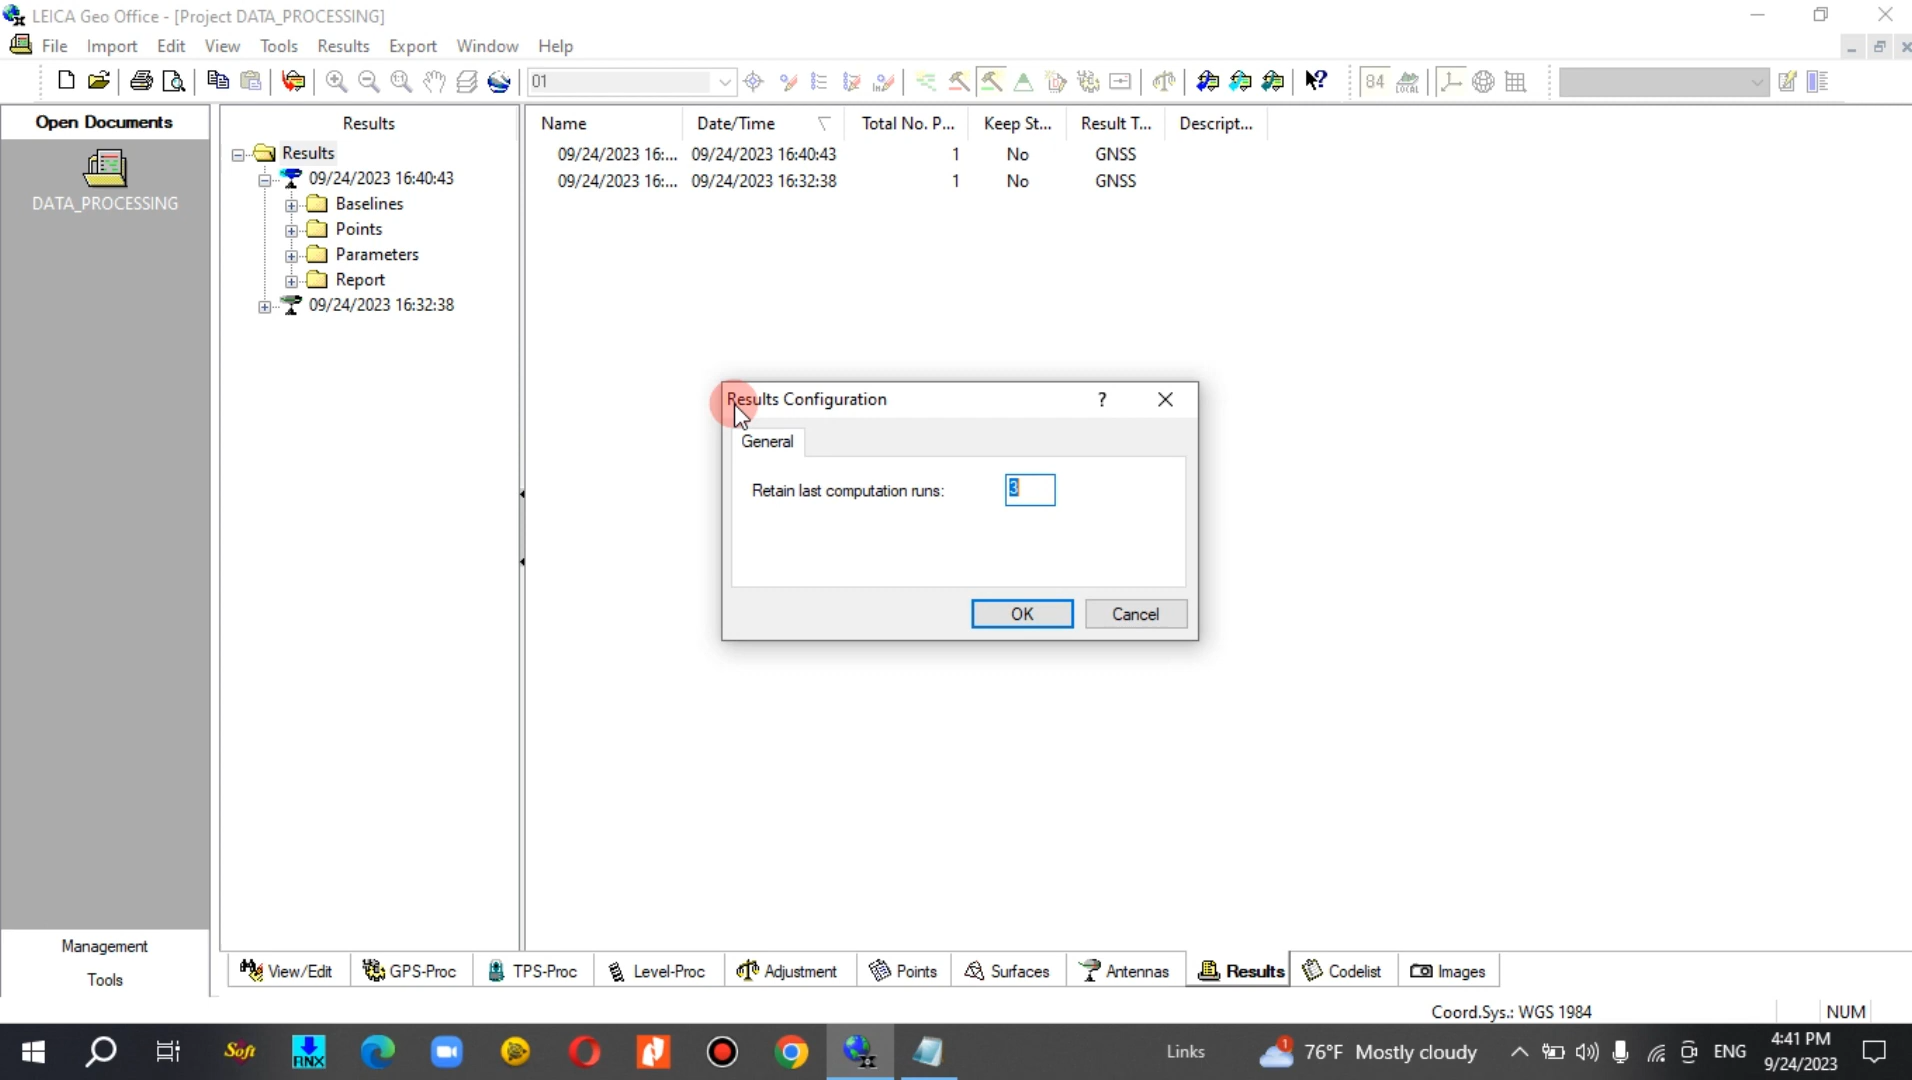 LEICA Geo Office - [Project DATA_PROCESSING]
File Import Edit View Tools Results Export Window Help
01
84
LOCAL
Open Documents
Results
Name Date/Time Total No. P... Keep St... Result T... Descript...
Results
09/24/2023 16:... 09/24/2023 16:40:43 1 No GNSS
09/24/2023 16:40:43
09/24/2023 16:... 09/24/2023 16:32:38 1 No GNSS
DATA_PROCESSING
Baselines
Points
Parameters
Report
09/24/2023 16:32:38
Results Configuration
?
General
Retain last computation runs: 3
OK Cancel
Management
Tools
View/Edit GPS-Proc TPS-Proc Level-Proc Adjustment Points Surfaces Antennas Results Codelist Images
Coord.Sys.: WGS 1984 NUM
Soft
RNX
Links
1
76°F Mostly cloudy
ENG
4:41 PM
9/24/2023